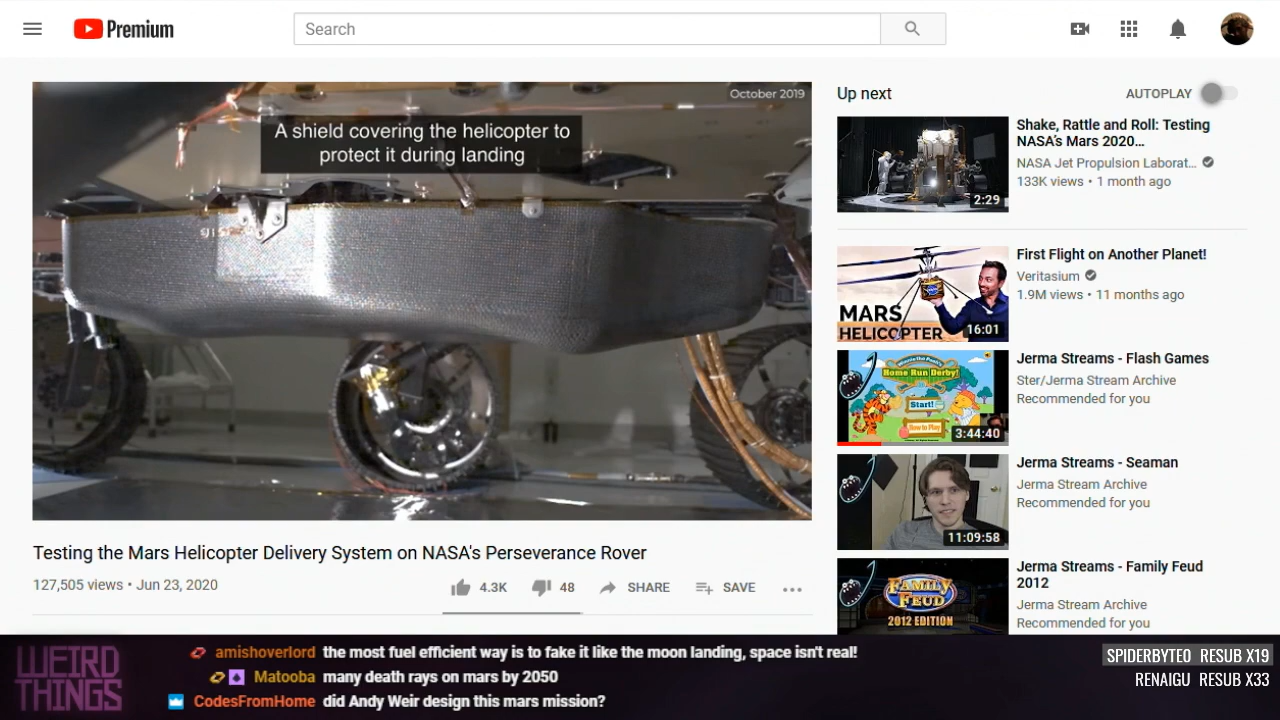 Premium
Search
October 2019
A shield covering the helicopter to
protect it during landing
Testing the Mars Helicopter Delivery System on NASA's Perseverance Rover
127,505 views • Jun 23, 2020
4.3K
48
SHARE
SAVE
Up next
AUTOPLAY
2:29
Shake, Rattle and Roll: Testing
NASA's Mars 2020...
NASA Jet Propulsion Laborat...
133K views • 1 month ago
MARS
HELICOPTER
16:01
First Flight on Another Planet!
Veritasium
1.9M views • 11 months ago
Home Run Derby!
Start!
How to Play
3:44:40
Jerma Streams - Flash Games
Ster/Jerma Stream Archive
Recommended for you
11:09:58
Jerma Streams - Seaman
Jerma Stream Archive
Recommended for you
FAMILY
FEUD
2012 EDITION
Jerma Streams - Family Feud
2012
Jerma Stream Archive
Recommended for you
WEIRD
THINGS
amishoverlord the most fuel efficient way is to fake it like the moon landing, space isn't real!
Matooba many death rays on mars by 2050
CodesFromHome did Andy Weir design this mars mission?
SPIDERBYTE0 RESUB X19
RENAIGU RESUB X33